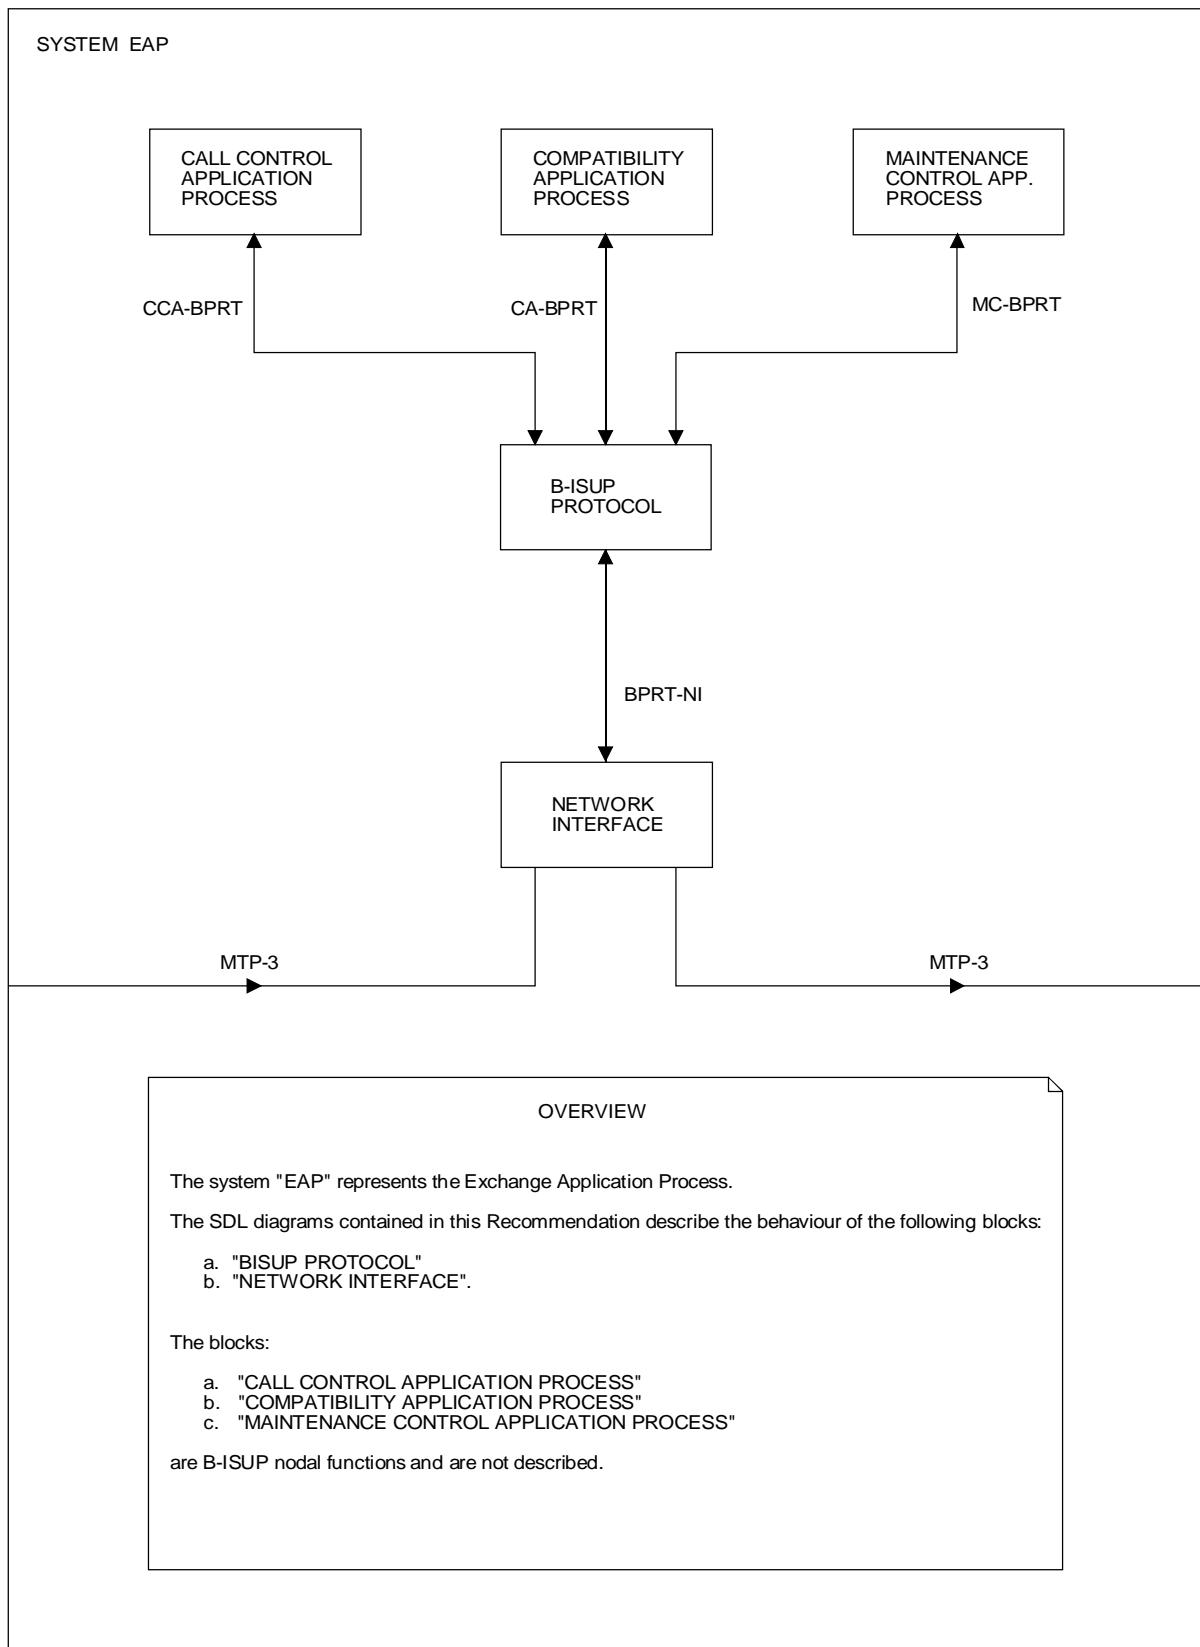 SYSTEM EAP
CALL CONTROL
APPLICATION
PROCESS
COMPATIBILITY
APPLICATION
PROCESS
MAINTENANCE
CONTROL APP.
PROCESS
CCA-BPRT
CA-BPRT
MC-BPRT
B-ISUP
PROTOCOL
BPRT-NI
NETWORK
INTERFACE
MTP-3
MTP-3
OVERVIEW
The system "EAP" represents the Exchange Application Process.
The SDL diagrams contained in this Recommendation describe the behaviour of the following blocks:
a. "BISUP PROTOCOL"
b. "NETWORK INTERFACE".
The blocks:
a. "CALL CONTROL APPLICATION PROCESS"
b. "COMPATIBILITY APPLICATION PROCESS"
c. "MAINTENANCE CONTROL APPLICATION PROCESS"
are B-ISUP nodal functions and are not described.